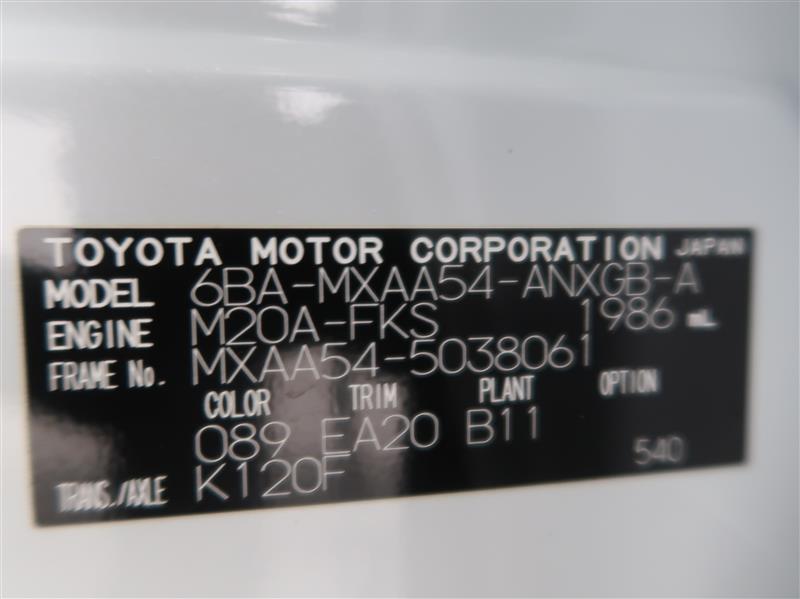 TOYOTA MOTOR CORPORATION JAPAN
MODEL 6BA-MXAA54-ANXGB-A
ENGINE M20A-FKS 1986 mL
FRAME No. MXAA54-5038061
COLOR TRIM PLANT OPTION
089 EA20 B11
TRANS./AXLE K120F 540